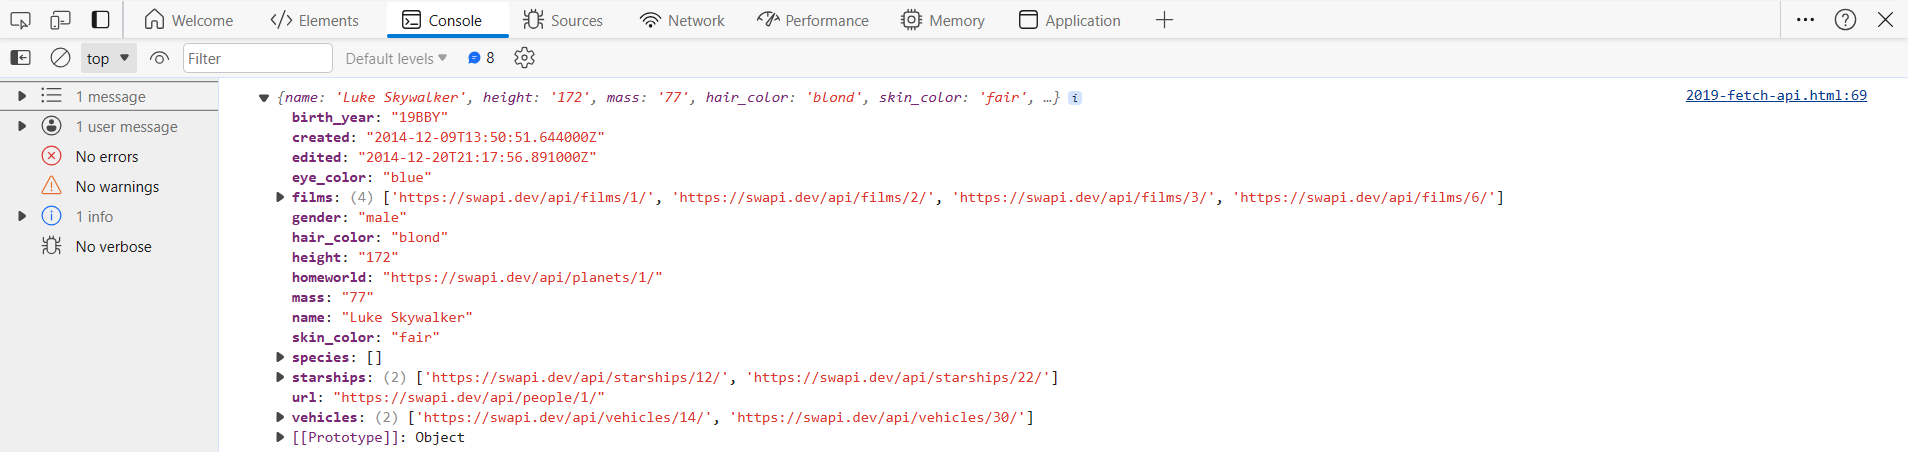 Welcome Elements Console Sources Network Performance Memory Application
top Filter Default levels 8
1 message
1 user message
No errors
No warnings
1 info
No verbose
{name: 'Luke Skywalker', height: '172', mass: '77', hair_color: 'blond', skin_color: 'fair', …} i 2019-fetch-api.html:69
birth_year: "19BBY"
created: "2014-12-09T13:50:51.644000Z"
edited: "2014-12-20T21:17:56.891000Z"
eye_color: "blue"
films: (4) ['https://swapi.dev/api/films/1/', 'https://swapi.dev/api/films/2/', 'https://swapi.dev/api/films/3/', 'https://swapi.dev/api/films/6/']
gender: "male"
hair_color: "blond"
height: "172"
homeworld: "https://swapi.dev/api/planets/1/"
mass: "77"
name: "Luke Skywalker"
skin_color: "fair"
species: []
starships: (2) ['https://swapi.dev/api/starships/12/', 'https://swapi.dev/api/starships/22/']
url: "https://swapi.dev/api/people/1/"
vehicles: (2) ['https://swapi.dev/api/vehicles/14/', 'https://swapi.dev/api/vehicles/30/']
[[Prototype]]: Object